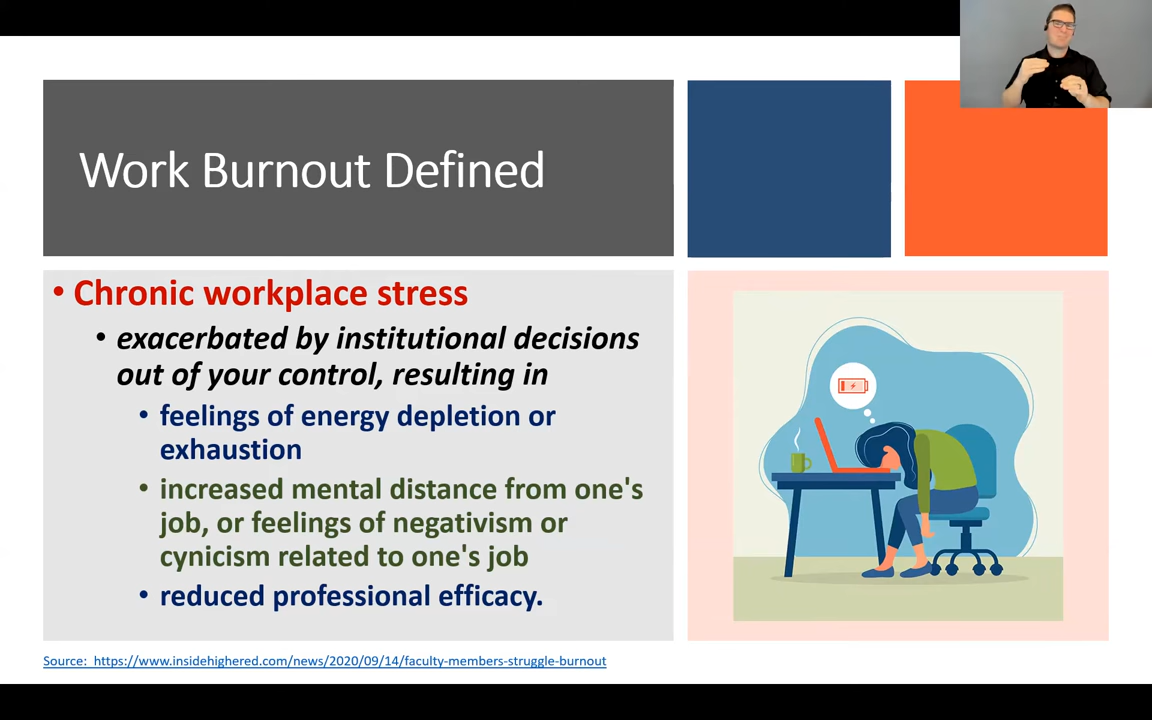 Work Burnout Defined
• Chronic workplace stress
• exacerbated by institutional decisions
out of your control, resulting in
• feelings of energy depletion or
exhaustion
• increased mental distance from one's
job, or feelings of negativism or
cynicism related to one's job
• reduced professional efficacy.
Source: https://www.insidehighered.com/news/2020/09/14/faculty-members-struggle-burnout